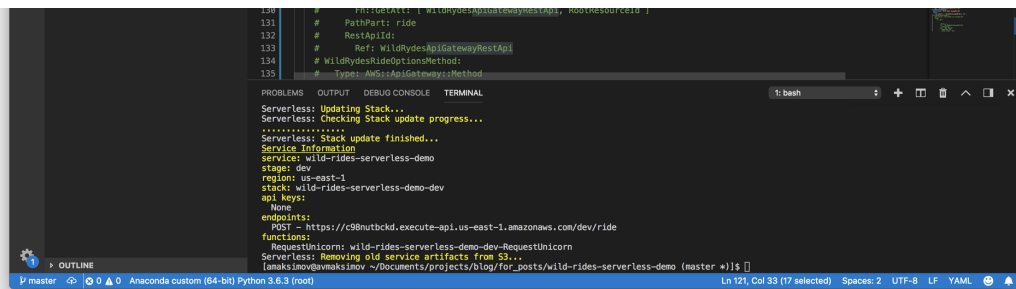 130 # Fn::GetAtt: [ WildRydesApiGatewayRestApi, RootResourceId ]
131 # PathPart: ride
132 # RestApiId:
133 # Ref: WildRydesApiGatewayRestApi
134 # WildRydesRideOptionsMethod:
135 # Type: AWS::ApiGateway::Method
PROBLEMS OUTPUT DEBUG CONSOLE TERMINAL 1: bash
Serverless: Updating Stack...
Serverless: Checking Stack update progress...
.................
Serverless: Stack update finished...
Service Information
service: wild-rides-serverless-demo
stage: dev
region: us-east-1
stack: wild-rides-serverless-demo-dev
api keys:
None
endpoints:
POST - https://c98nutbckd.execute-api.us-east-1.amazonaws.com/dev/ride
functions:
RequestUnicorn: wild-rides-serverless-demo-dev-RequestUnicorn
Serverless: Removing old service artifacts from S3...
[amaksimov@avmaksimov ~/Documents/projects/blog/for_posts/wild-rides-serverless-demo (master *)]$
1
OUTLINE
master 0 0 Anaconda custom (64-bit) Python 3.6.3 (root) Ln 121, Col 33 (17 selected) Spaces: 2 UTF-8 LF YAML